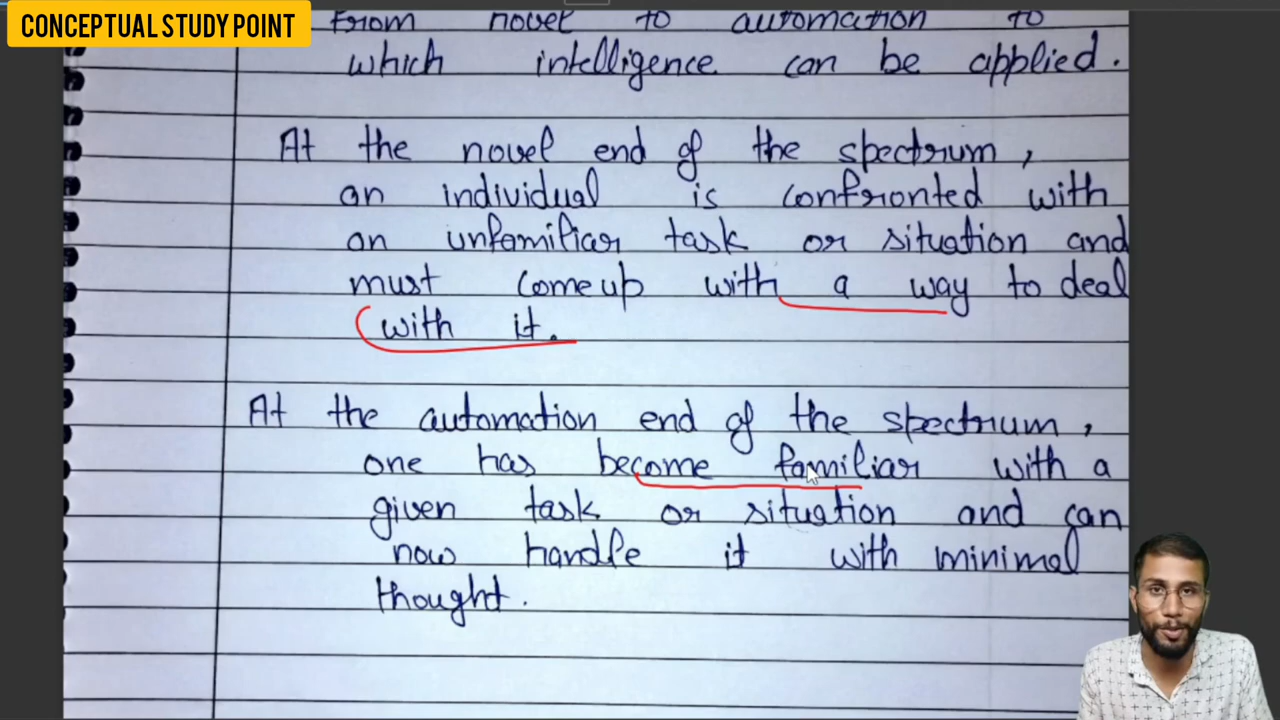 CONCEPTUAL STUDY POINT
from novel to automation to
which intelligence can be applied.
At the novel end of the spectrum,
an individual is confronted with
an unfamiliar task or situation and
must come up with a way to deal
with it.
At the automation end of the spectrum,
one has become familiar with a
given task or situation and can
now handle it with minimal
thought.